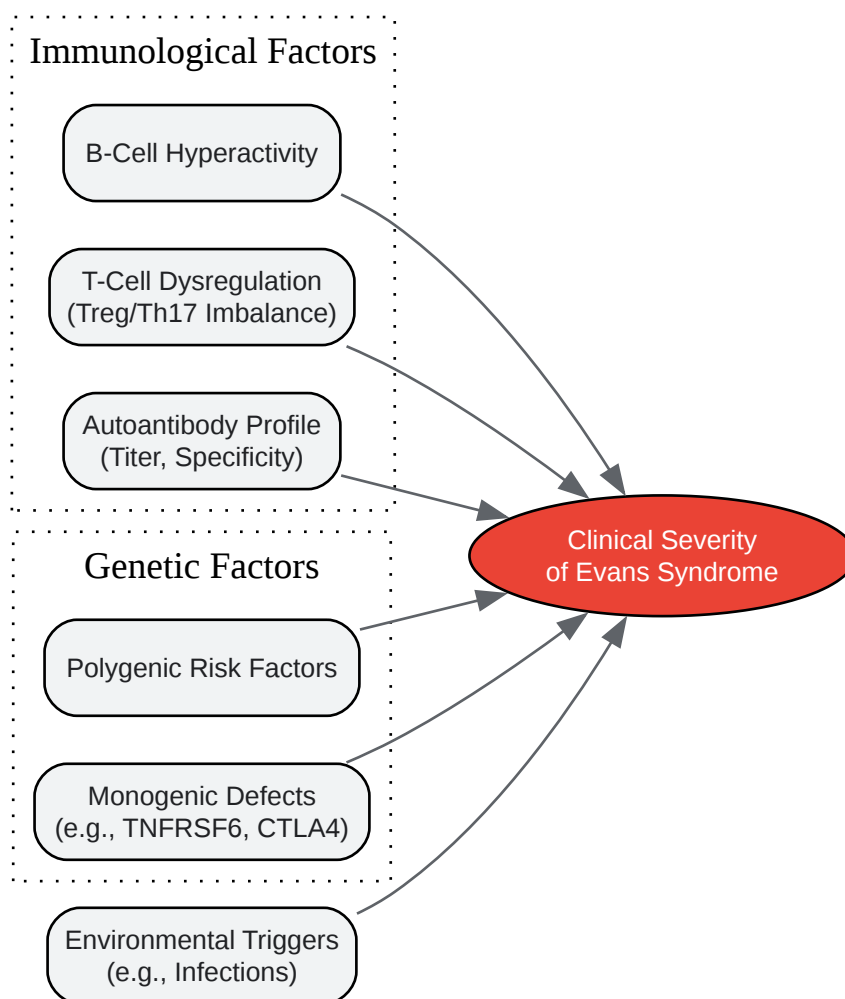 Immunological Factors
B-Cell Hyperactivity
T-Cell Dysregulation
(Treg/Th17 Imbalance)
Autoantibody Profile
(Titer, Specificity)
Clinical Severity
of Evans Syndrome
Genetic Factors
Polygenic Risk Factors
Monogenic Defects
(e.g., TNFRSF6, CTLA4)
Environmental Triggers
(e.g., Infections)